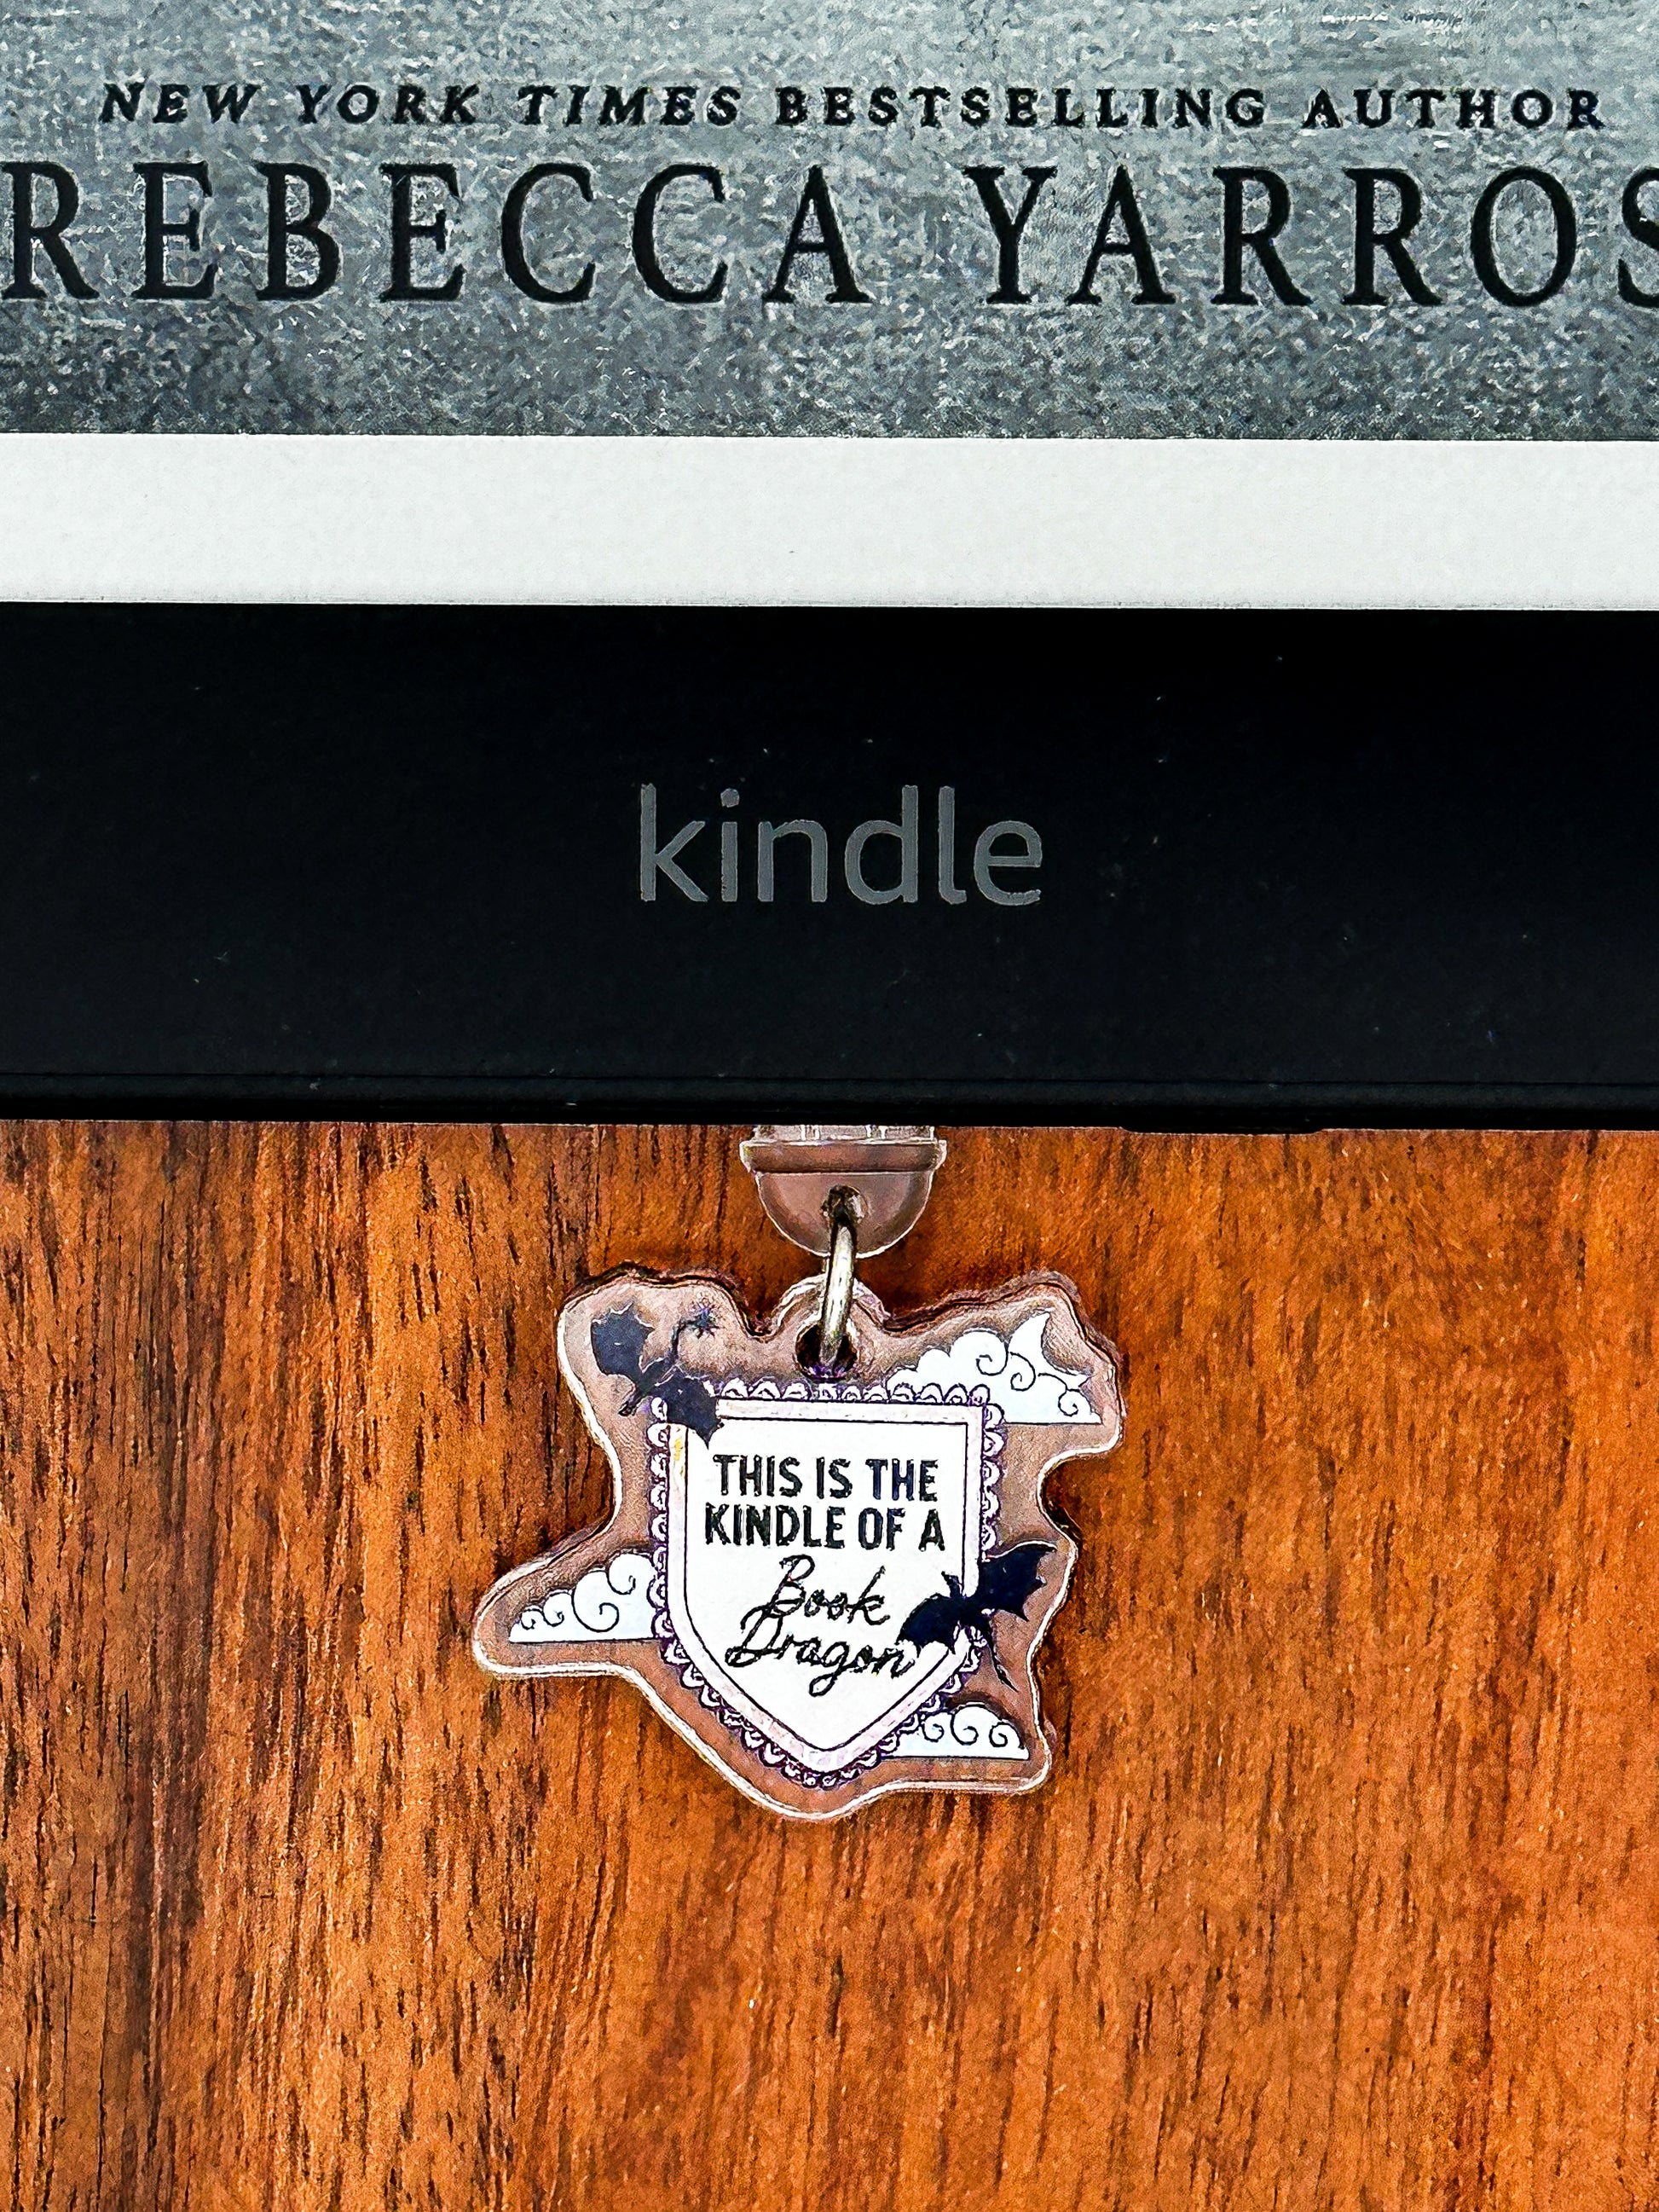 NEW YORK TIMES BESTSELLING AUTHOR
REBECCA YARROS
kindle
THIS IS THE
KINDLE OF A
Book
Dragon